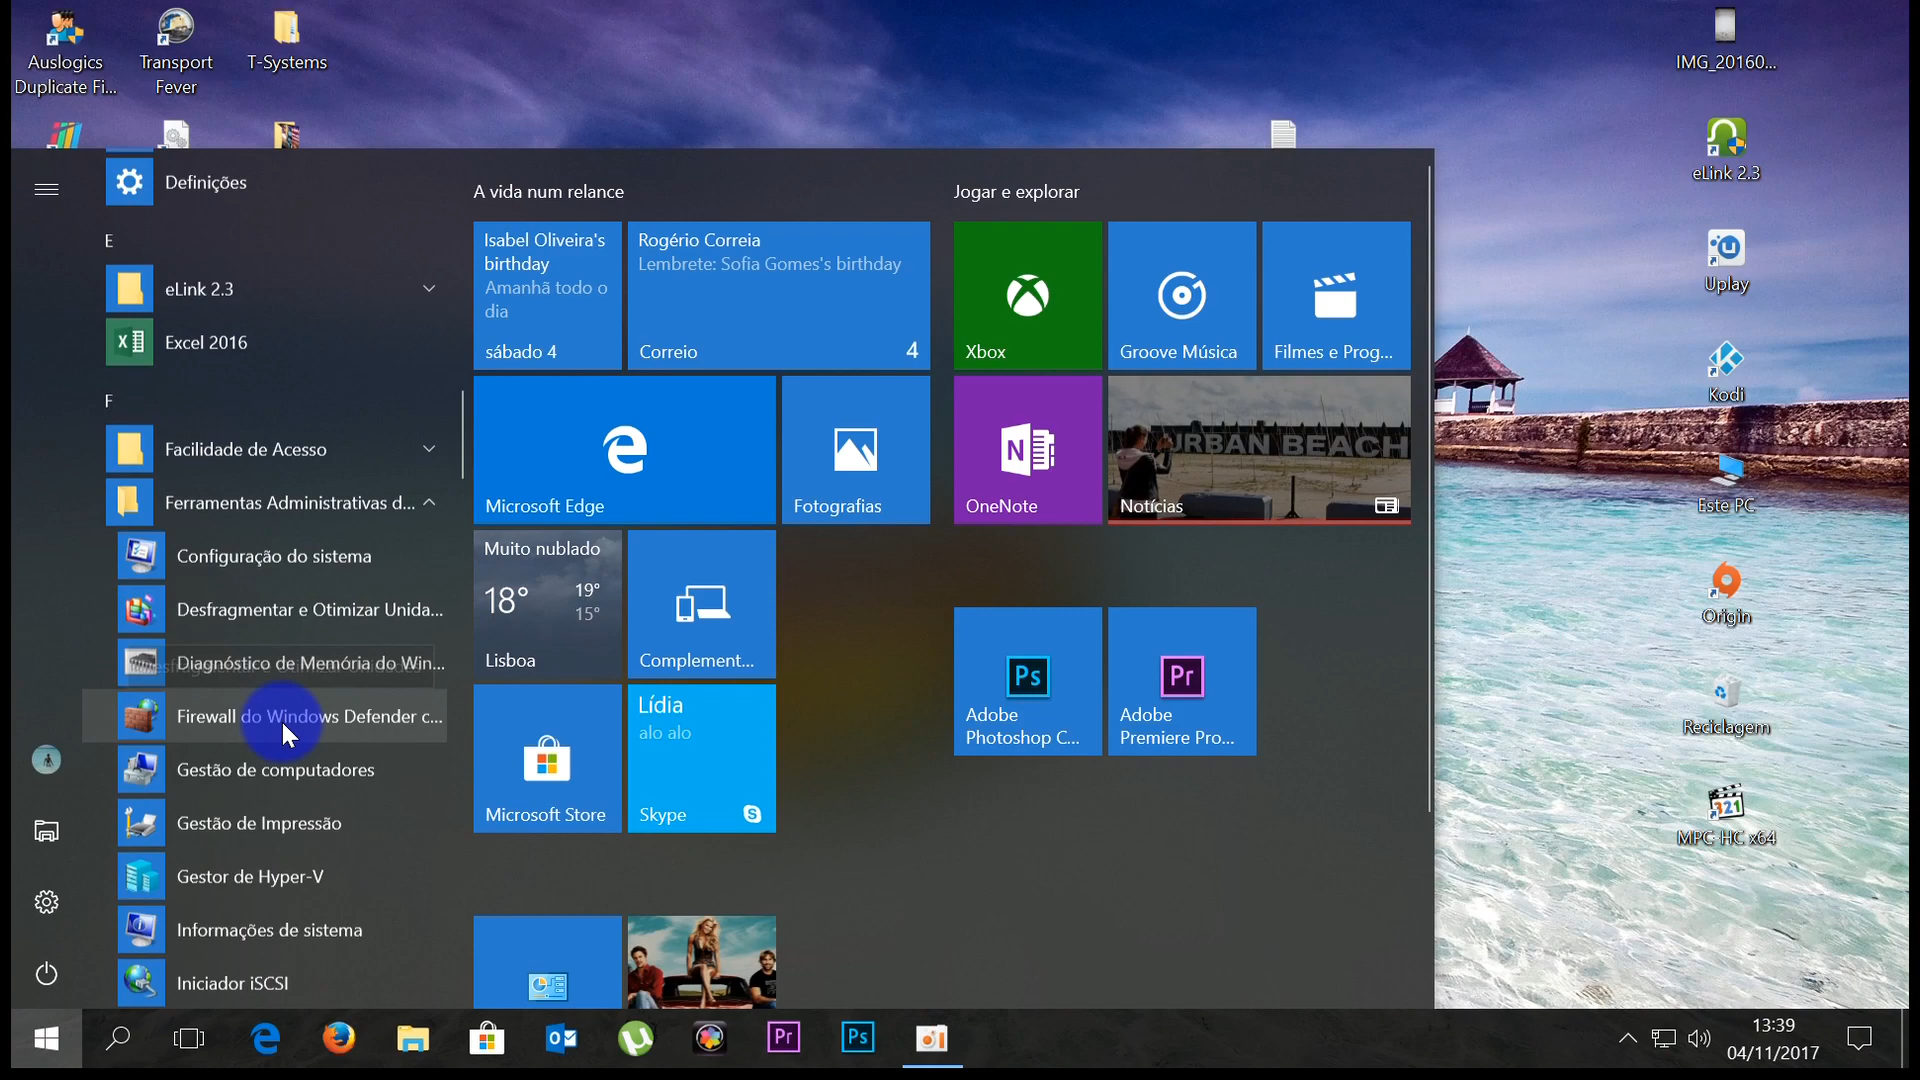 Auslogics
Duplicate Fi...
Transport
Fever
T-Systems
IMG_20160...
eLink 2.3
Uplay
Kodi
Este PC
Origin
Reciclagem
MPC-HC x64
Definições
E
eLink 2.3
Excel 2016
F
Facilidade de Acesso
Ferramentas Administrativas d...
Configuração do sistema
Desfragmentar e Otimizar Unida...
Diagnóstico de Memória do Win...
Firewall do Windows Defender c...
Gestão de computadores
Gestão de Impressão
Gestor de Hyper-V
Informações de sistema
Iniciador iSCSI
A vida num relance
Isabel Oliveira's
birthday
Amanhã todo o
dia
sábado 4
Rogério Correia
Lembrete: Sofia Gomes's birthday
Correio
4
Microsoft Edge
Fotografias
Muito nublado
18°
19°
15°
Lisboa
Complement...
Microsoft Store
Lídia
alo alo
Skype
Jogar e explorar
Xbox
Groove Música
Filmes e Prog...
N
OneNote
URBAN BEACH
Notícias
Ps
Adobe
Photoshop C...
Pr
Adobe
Premiere Pro...
Pr
Ps
13:39
04/11/2017